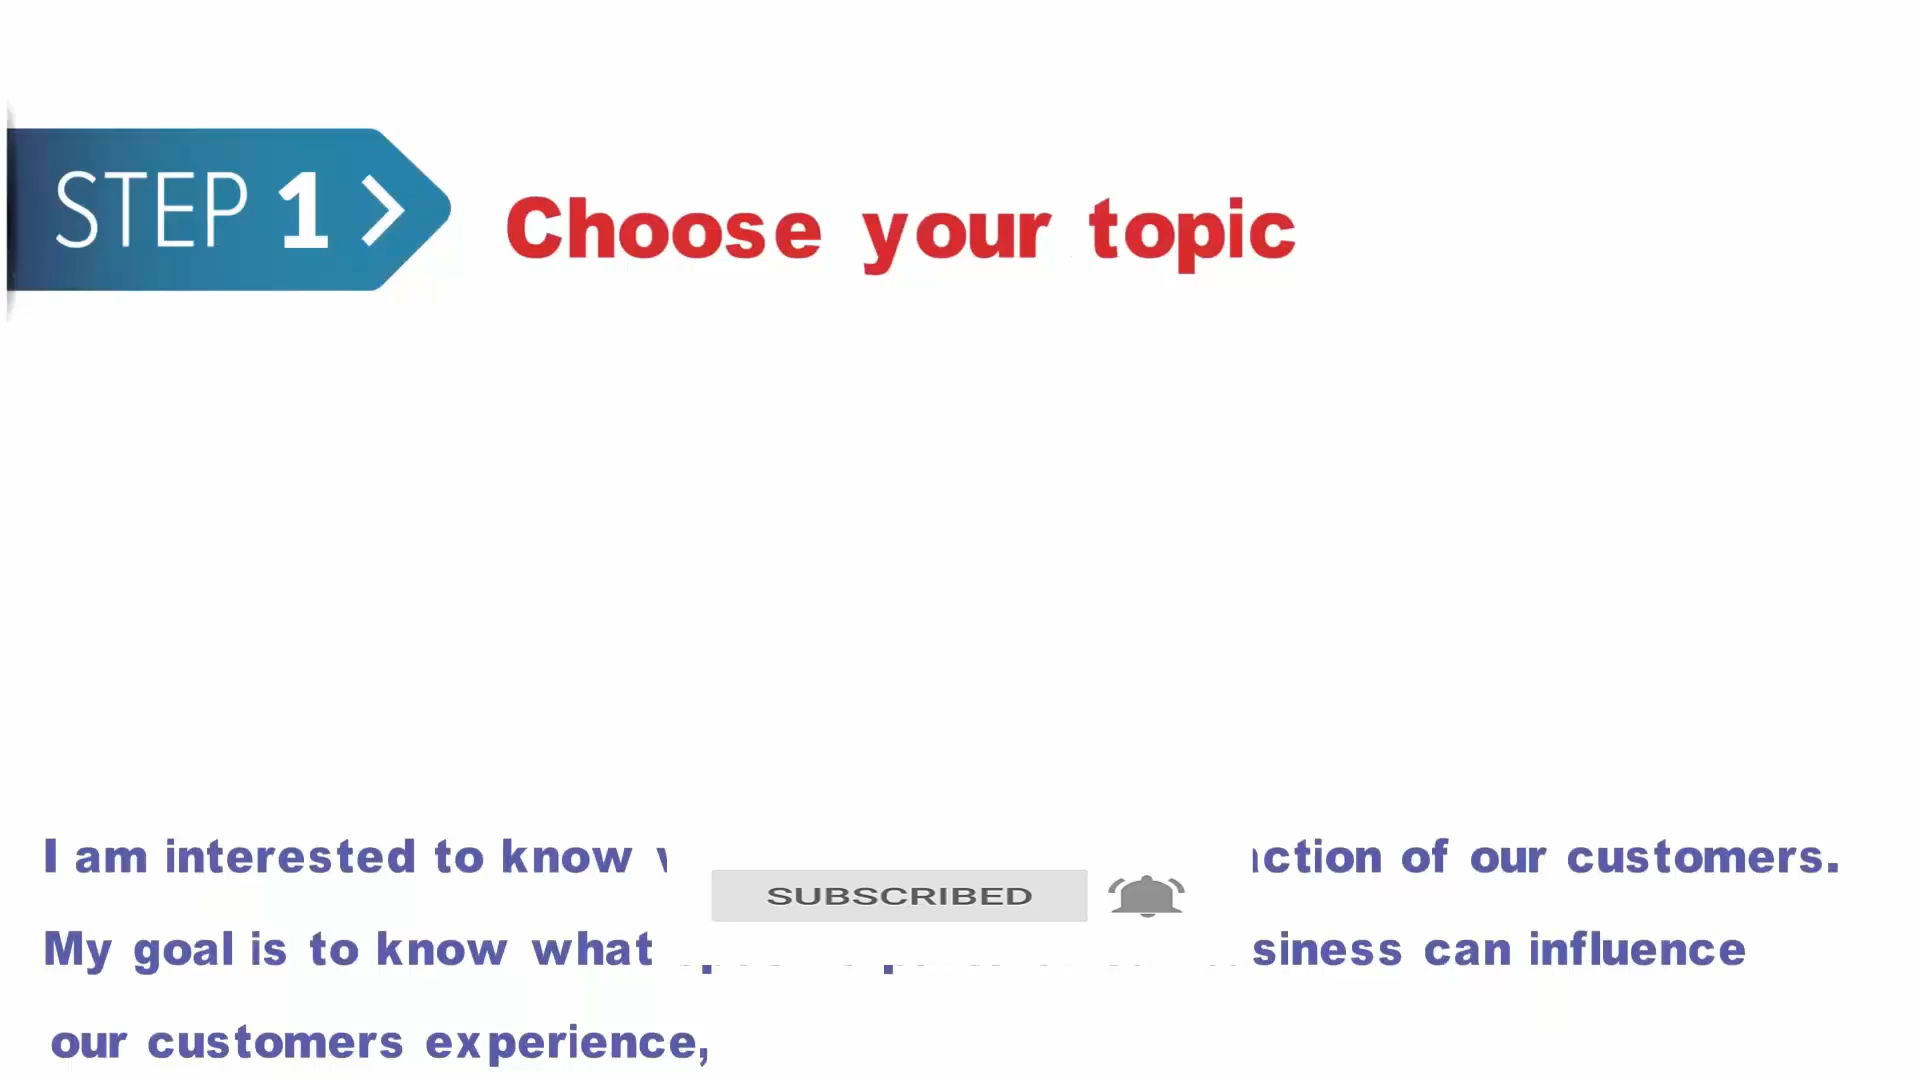 STEP 1 >
Choose your topic
I am interested to know ction of our customers.
SUBSCRIBED
My goal is to know what siness can influence
our customers experience,